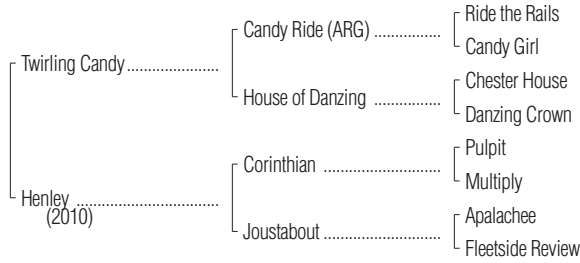 Ride the Rails
Candy Ride (ARG) ................
Candy Girl
Twirling Candy ......................
Chester House
House of Danzing ................
Danzing Crown
Pulpit
Corinthian ............................
Multiply
Henley ..................................
(2010)
Apalachee
Joustabout ............................
Fleetside Review